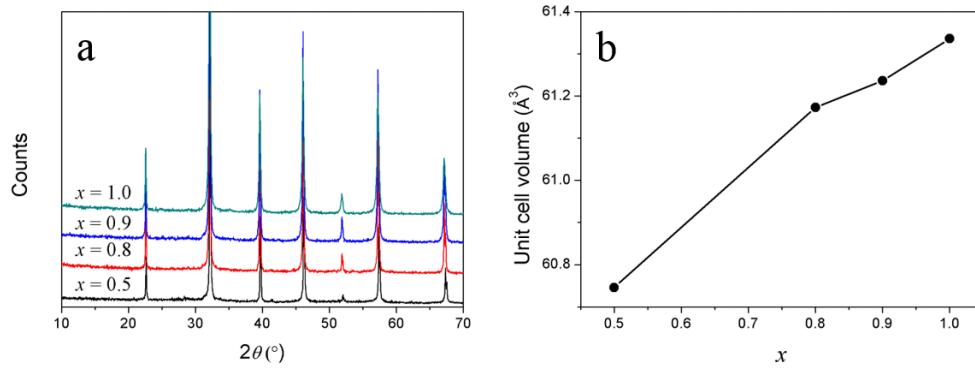 a
Counts
x = 1.0
x = 0.9
x = 0.8
x = 0.5
10 20 30 40 50 60 70
2θ (°)
b
Unit cell volume (Å³)
61.4
61.2
61.0
60.8
0.5 0.6 0.7 0.8 0.9 1.0
x